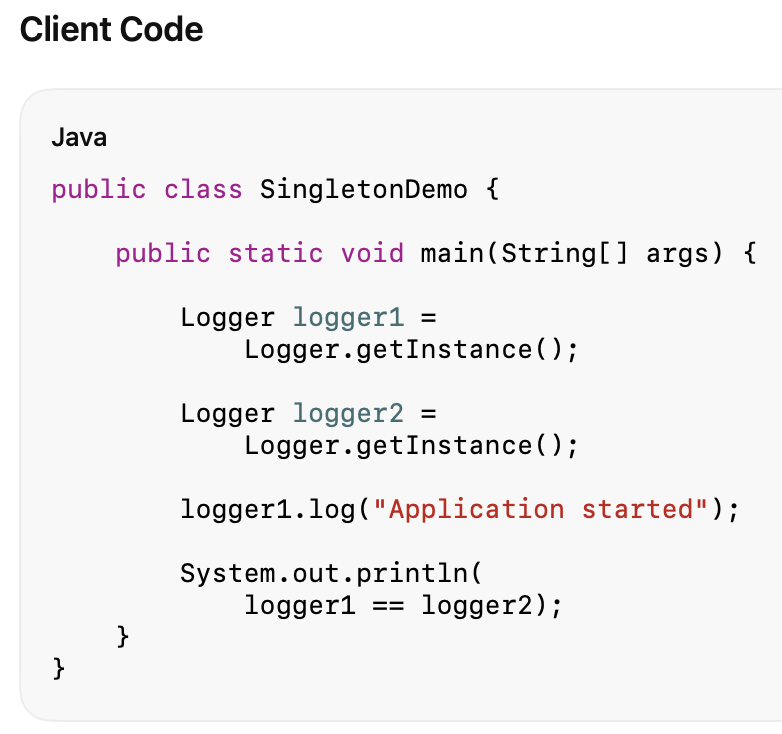 Client Code
Java
public class SingletonDemo {
    public static void main(String[] args) {
        Logger logger1 =
            Logger.getInstance();
        Logger logger2 =
            Logger.getInstance();
        logger1.log("Application started");
        System.out.println(
            logger1 == logger2);
    }
}